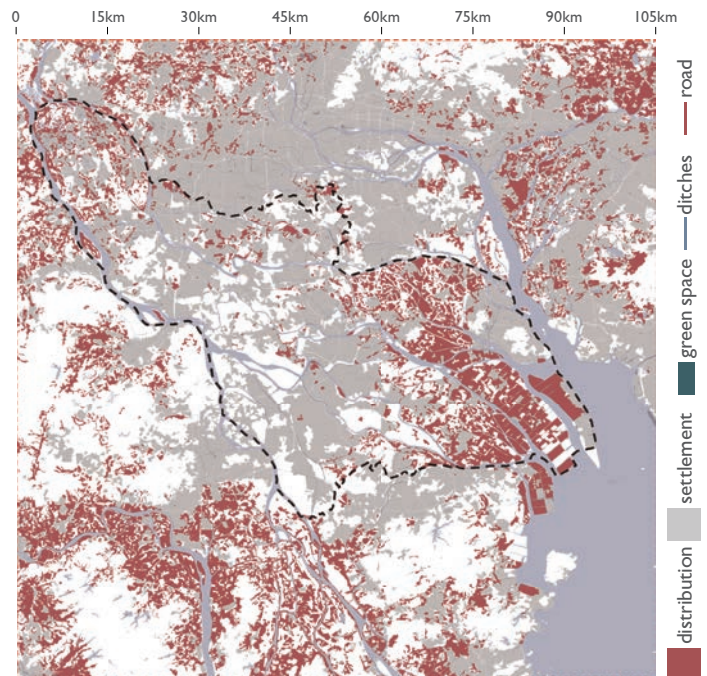 0 15km 30km 45km 60km 75km 90km 105km
road
ditches
green space
settlement
distribution